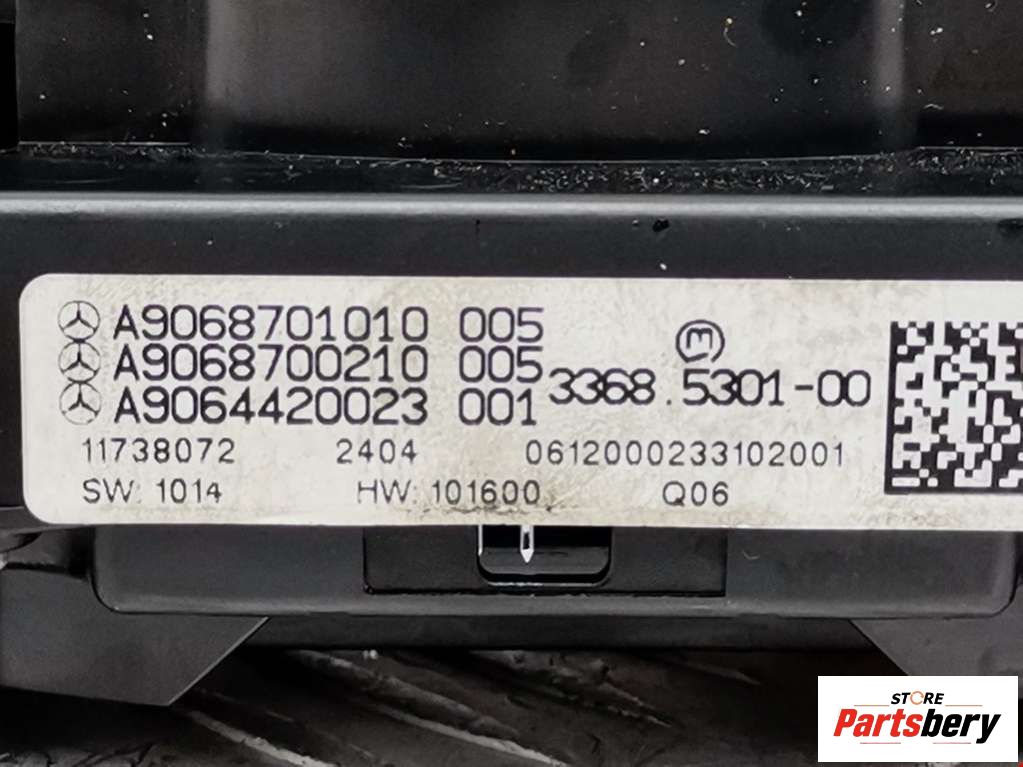 A9068701010 005
A9068700210 005
A9064420023 001
m
3368.5301-00
11738072 2404 0612000233102001
SW: 1014 HW: 101600 Q06
STORE
Partsbery